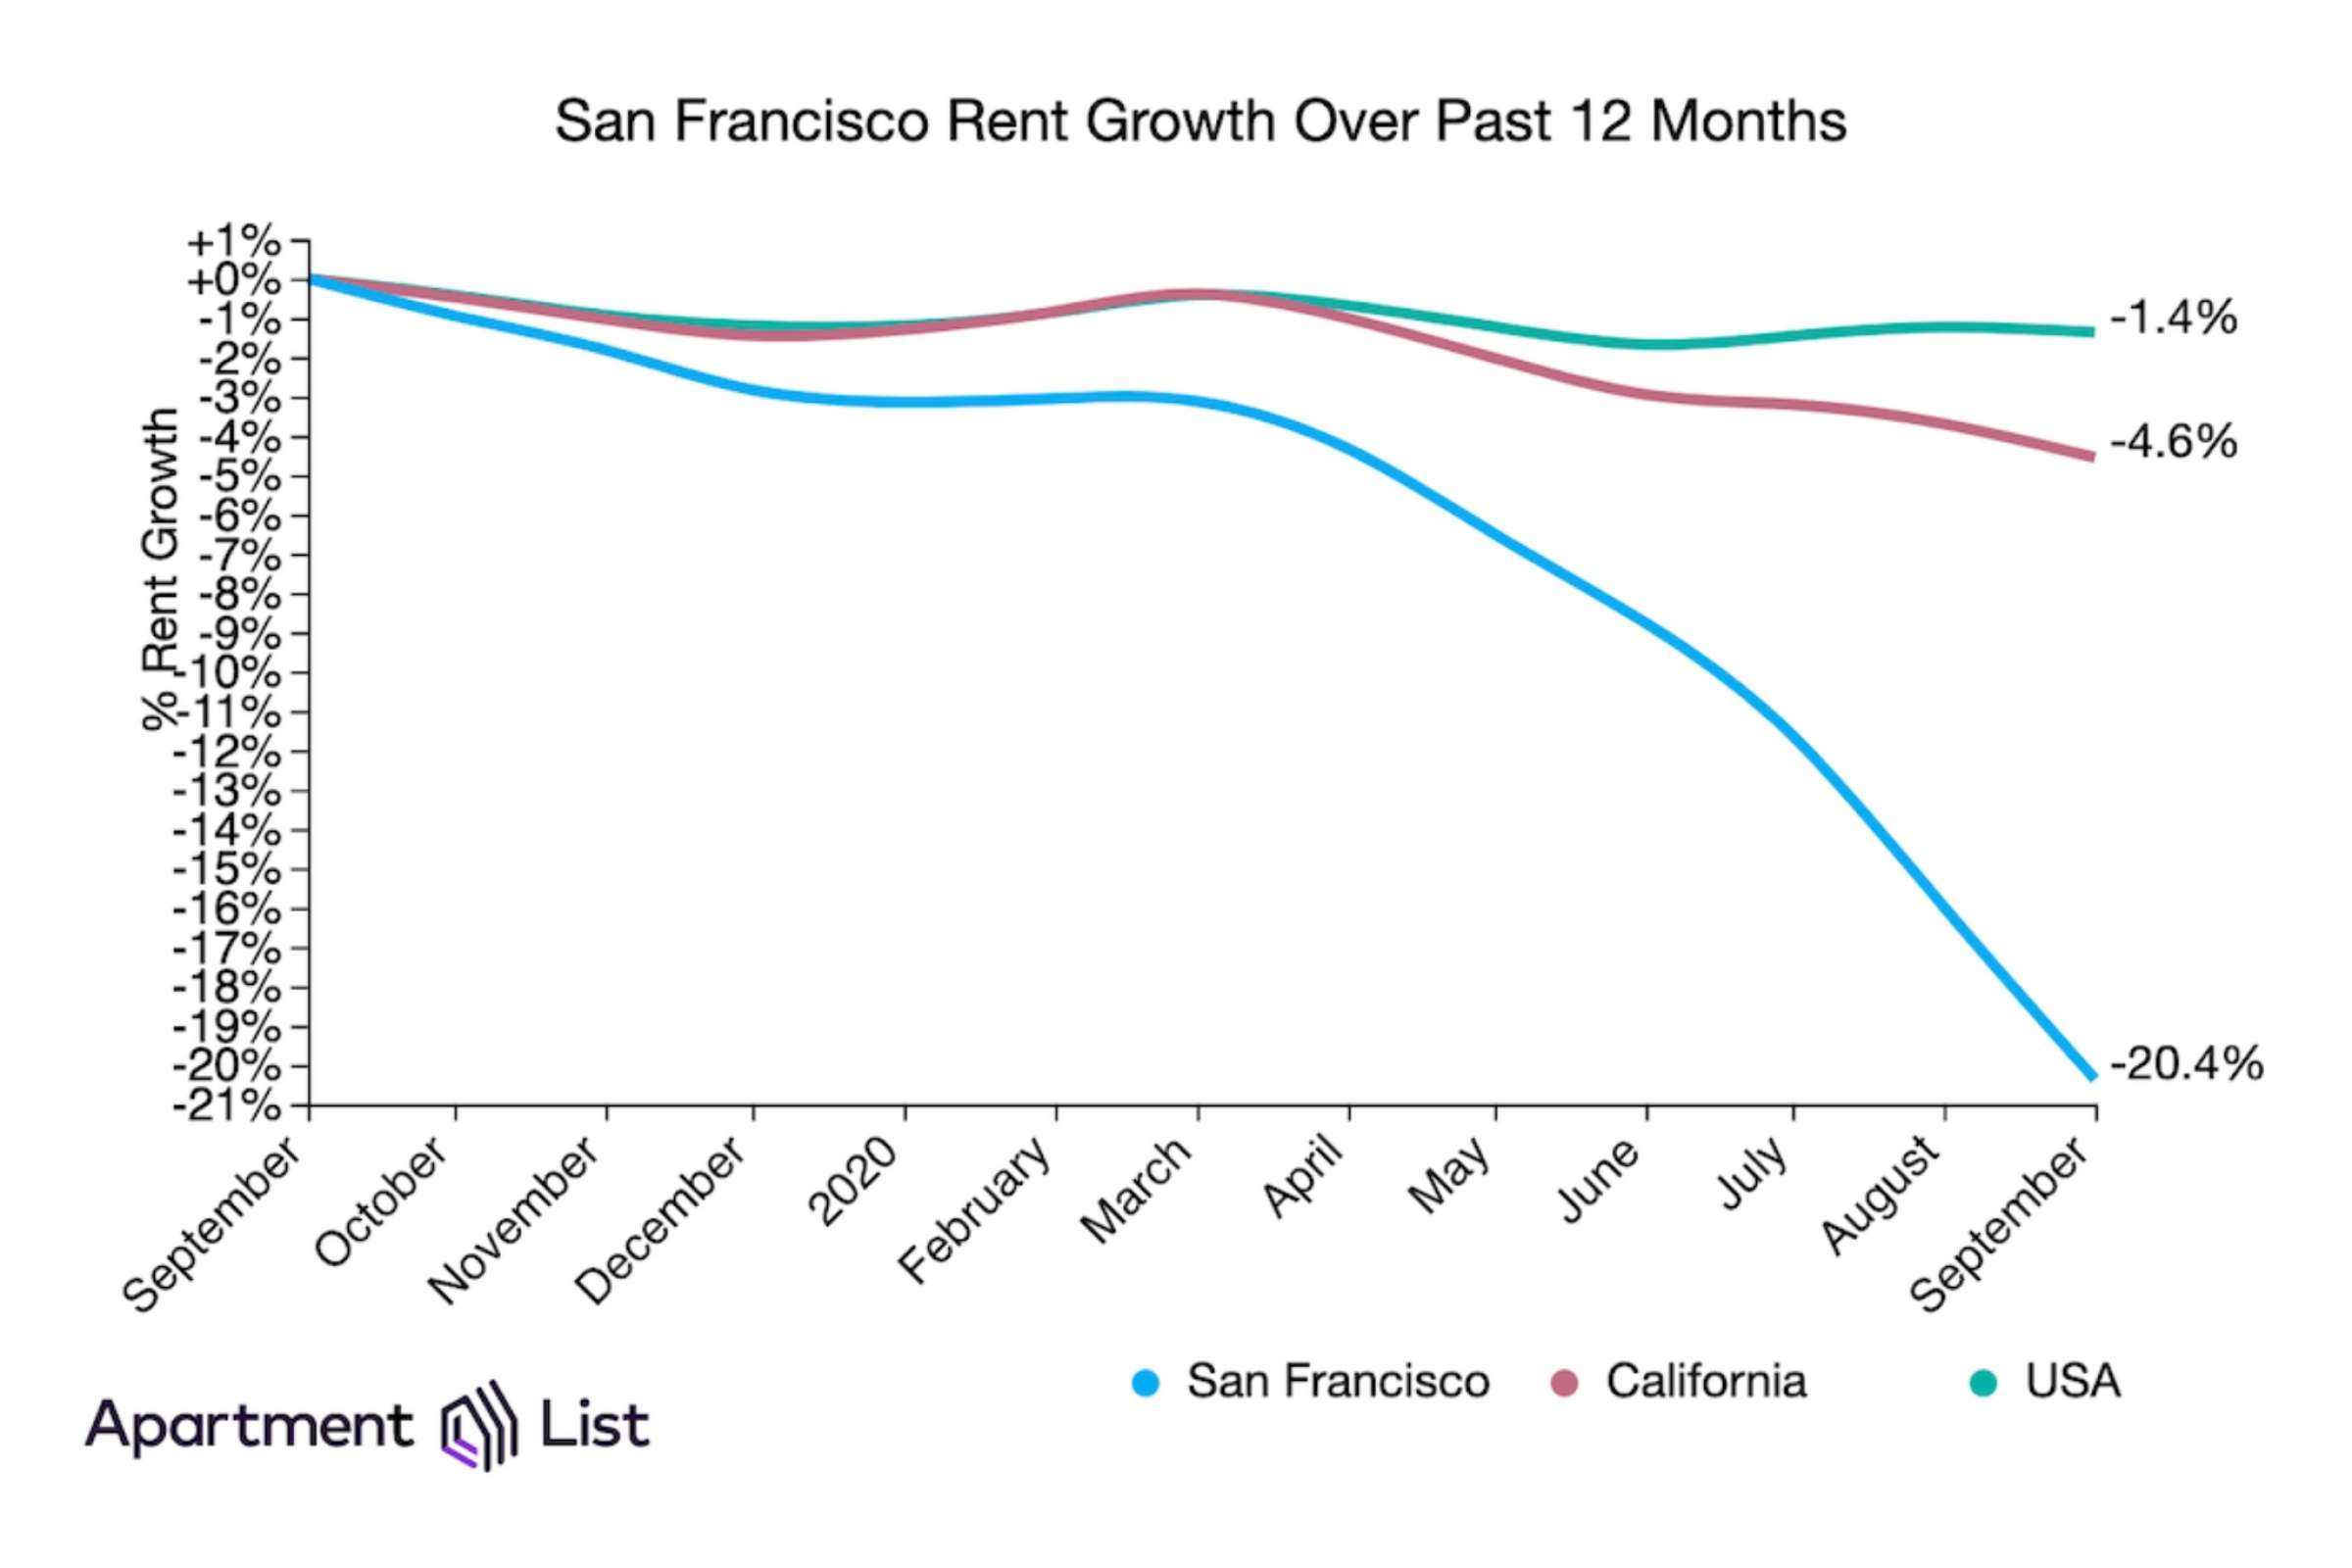 San Francisco Rent Growth Over Past 12 Months
% Rent Growth
+1%
+0%
-1%
-2%
-3%
-4%
-5%
-6%
-7%
-8%
-9%
-10%
-11%
-12%
-13%
-14%
-15%
-16%
-17%
-18%
-19%
-20%
-21%
-1.4%
-4.6%
-20.4%
September
October
November
December
2020
February
March
April
May
June
July
August
September
San Francisco
California
USA
Apartment List